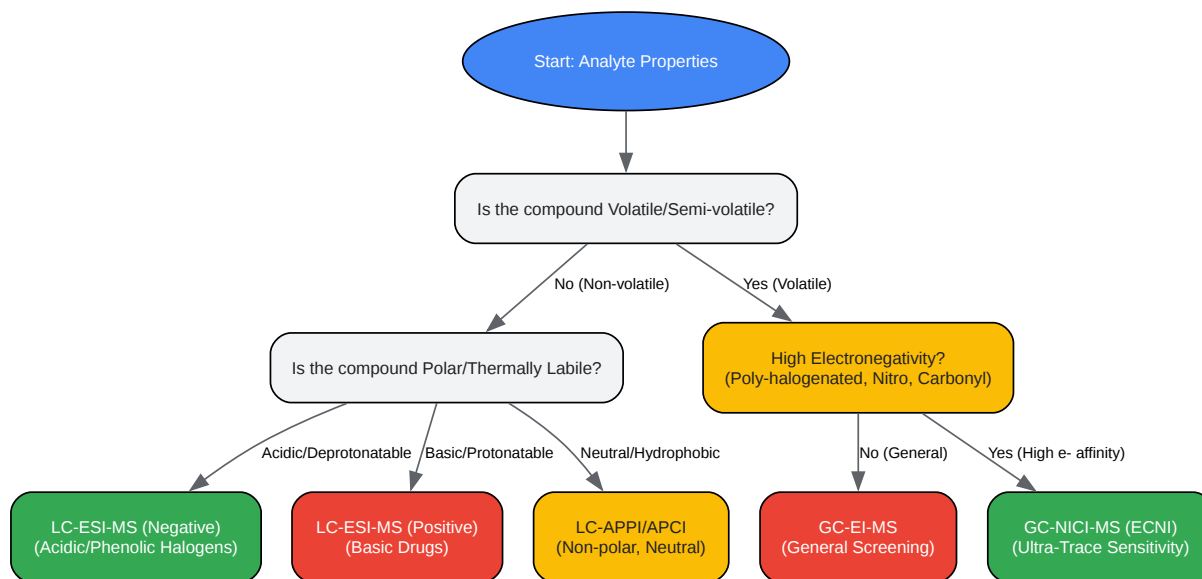 Start: Analyte Properties
Is the compound Volatile/Semi-volatile?
No (Non-volatile)
Yes (Volatile)
Is the compound Polar/Thermally Labile?
High Electronegativity?
(Poly-halogenated, Nitro, Carbonyl)
Acidic/Deprotonatable
Basic/Protonatable
Neutral/Hydrophobic
No (General)
Yes (High e- affinity)
LC-ESI-MS (Negative)
(Acidic/Phenolic Halogens)
LC-ESI-MS (Positive)
(Basic Drugs)
LC-APPI/APCI
(Non-polar, Neutral)
GC-EI-MS
(General Screening)
GC-NICI-MS (ECNI)
(Ultra-Trace Sensitivity)